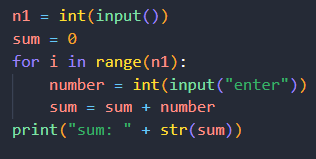 n1 = int(input())
sum = 0
for i in range(n1):
    number = int(input("enter"))
    sum = sum + number
print("sum: " + str(sum))